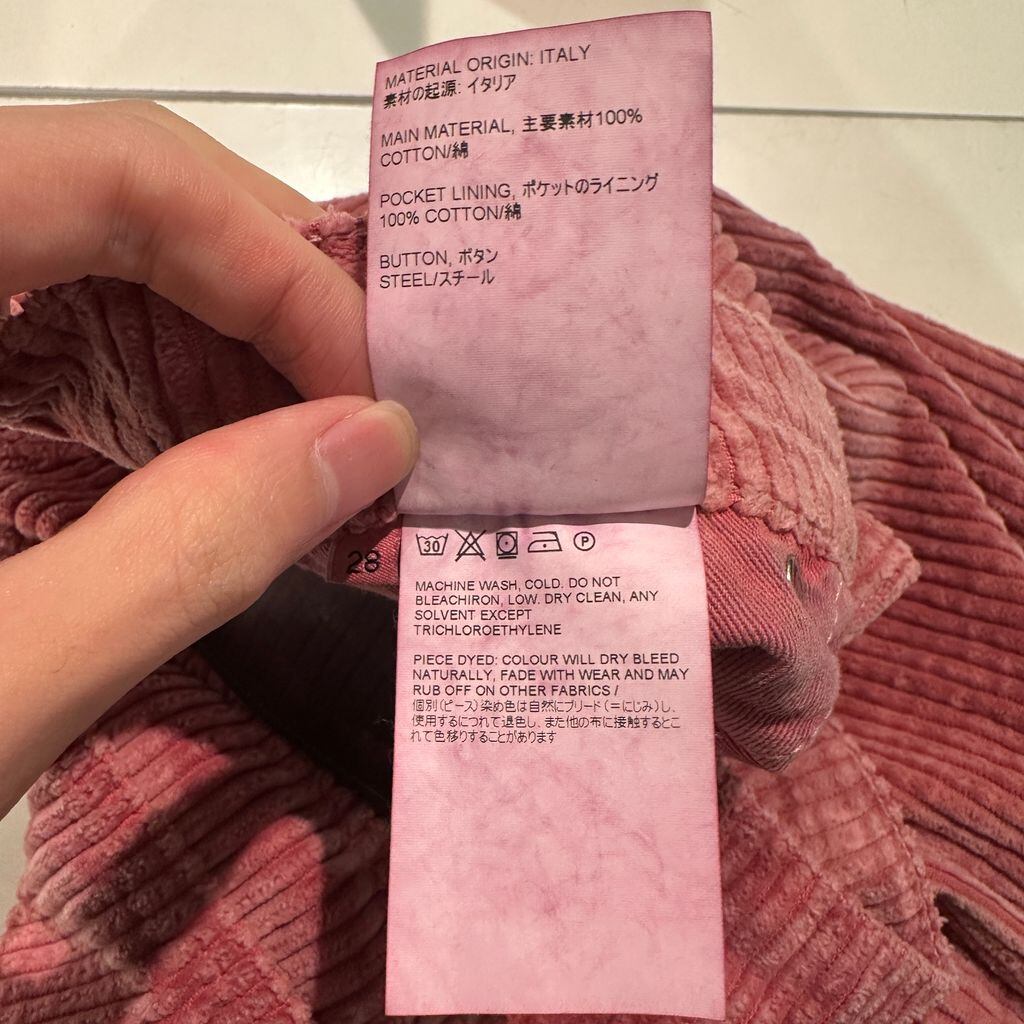 MATERIAL ORIGIN: ITALY
素材の起源: イタリア
MAIN MATERIAL, 主要素材100%
COTTON/綿
POCKET LINING, ポケットのライニング
100% COTTON/綿
BUTTON, ボタン
STEEL/スチール
28
30 P
MACHINE WASH, COLD. DO NOT
BLEACHIRON, LOW. DRY CLEAN, ANY
SOLVENT EXCEPT
TRICHLOROETHYLENE
PIECE DYED: COLOUR WILL DRY BLEED
NATURALLY, FADE WITH WEAR AND MAY
RUB OFF ON OTHER FABRICS /
個別(ピース)染め色は自然にブリード(=にじみ)し、
使用するにつれて退色し、また他の布に接触するとこ
れて色移りすることがあります